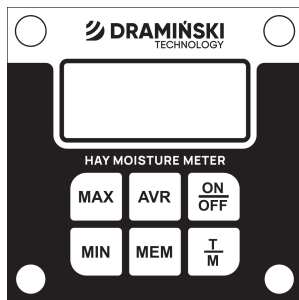 DRAMIŃSKI
TECHNOLOGY
HAY MOISTURE METER
MAX AVR ON
OFF
MIN MEM T
M